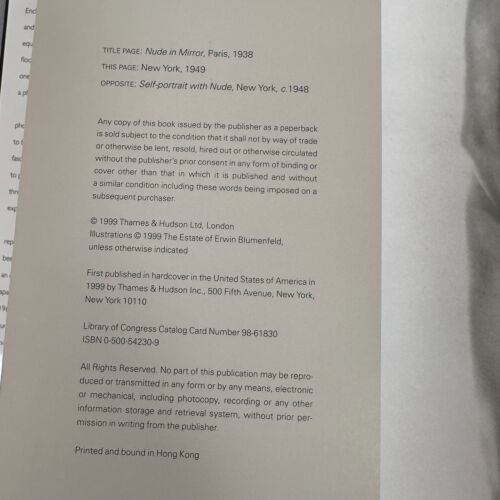 TITLE PAGE: Nude in Mirror, Paris, 1938
THIS PAGE: New York, 1949
OPPOSITE: Self-portrait with Nude, New York, c.1948
Any copy of this book issued by the publisher as a paperback
is sold subject to the condition that it shall not by way of trade
or otherwise be lent, resold, hired out or otherwise circulated
without the publisher's prior consent in any form of binding or
cover other than that in which it is published and without
a similar condition including these words being imposed on a
subsequent purchaser.
© 1999 Thames & Hudson Ltd, London
Illustrations © 1999 The Estate of Erwin Blumenfeld,
unless otherwise indicated
First published in hardcover in the United States of America in
1999 by Thames & Hudson Inc., 500 Fifth Avenue, New York,
New York 10110
Library of Congress Catalog Card Number 98-61830
ISBN 0-500-54230-9
All Rights Reserved. No part of this publication may be repro-
duced or transmitted in any form or by any means, electronic
or mechanical, including photocopy, recording or any other
information storage and retrieval system, without prior per-
mission in writing from the publisher.
Printed and bound in Hong Kong